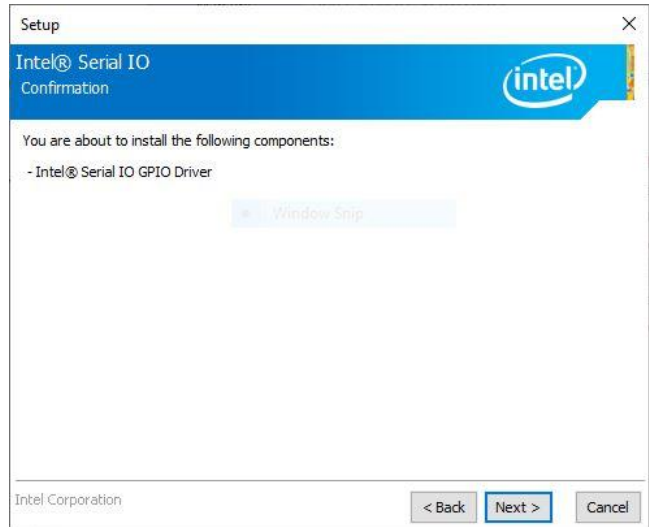 Setup
Intel® Serial IO
Confirmation
intel
You are about to install the following components:
- Intel® Serial IO GPIO Driver
Window Snip
Intel Corporation
< Back
Next >
Cancel